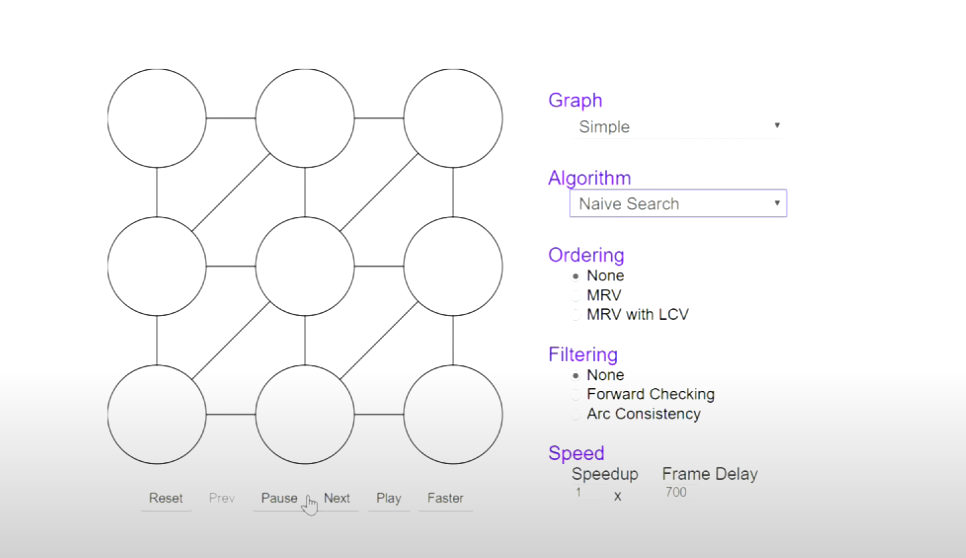 Graph
Simple
Algorithm
Naive Search
Ordering
None
MRV
MRV with LCV
Filtering
None
Forward Checking
Arc Consistency
Speed
Speedup Frame Delay
1 x 700
Reset Prev Pause Next Play Faster